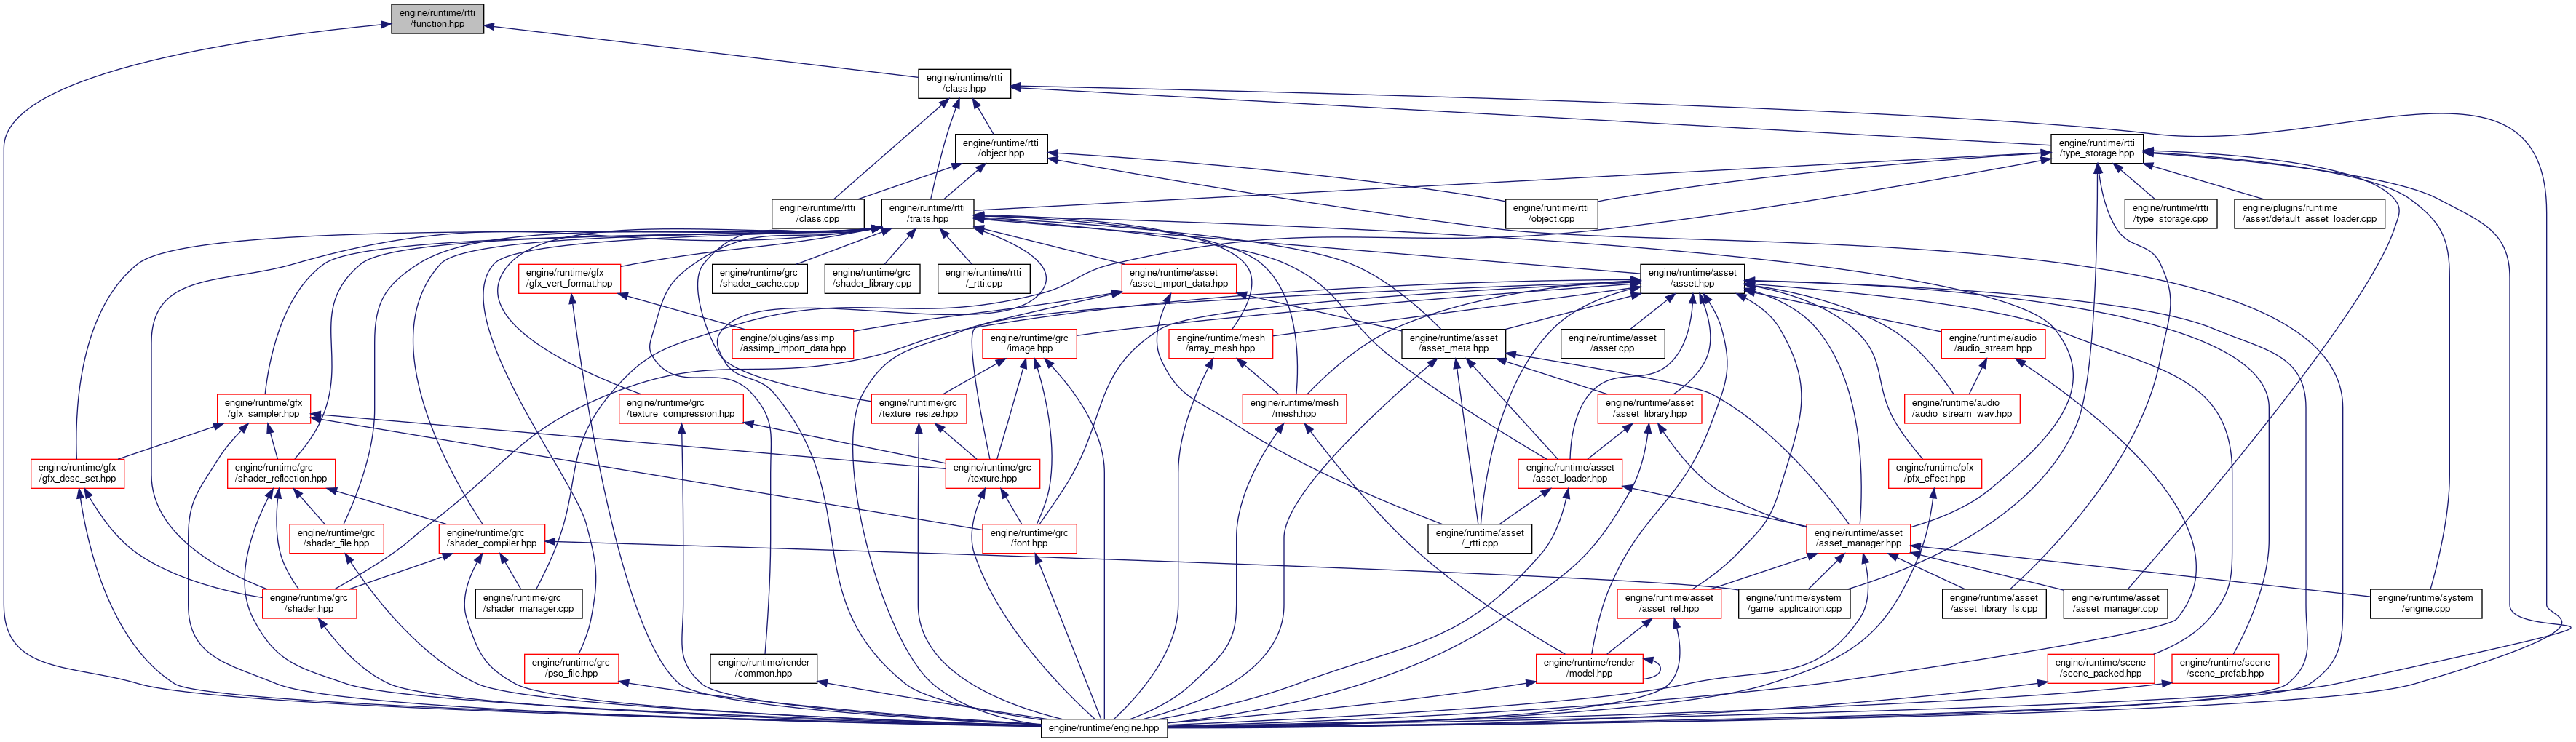 engine/runtime/rtti
/function.hpp
engine/runtime/rtti
/class.hpp
engine/runtime/rtti
/object.hpp
engine/runtime/rtti
/type_storage.hpp
engine/runtime/rtti
/class.cpp
engine/runtime/rtti
/traits.hpp
engine/runtime/rtti
/object.cpp
engine/runtime/rtti
/type_storage.cpp
engine/plugins/runtime
/asset/default_asset_loader.cpp
engine/runtime/gfx
/gfx_vert_format.hpp
engine/runtime/grc
/shader_cache.cpp
engine/runtime/grc
/shader_library.cpp
engine/runtime/rtti
/_rtti.cpp
engine/runtime/asset
/asset_import_data.hpp
engine/runtime/asset
/asset.hpp
engine/plugins/assimp
/assimp_import_data.hpp
engine/runtime/grc
/image.hpp
engine/runtime/mesh
/array_mesh.hpp
engine/runtime/asset
/asset_meta.hpp
engine/runtime/asset
/asset.cpp
engine/runtime/audio
/audio_stream.hpp
engine/runtime/gfx
/gfx_sampler.hpp
engine/runtime/grc
/texture_compression.hpp
engine/runtime/grc
/texture_resize.hpp
engine/runtime/mesh
/mesh.hpp
engine/runtime/asset
/asset_library.hpp
engine/runtime/audio
/audio_stream_wav.hpp
engine/runtime/gfx
/gfx_desc_set.hpp
engine/runtime/grc
/shader_reflection.hpp
engine/runtime/grc
/texture.hpp
engine/runtime/asset
/asset_loader.hpp
engine/runtime/pfx
/pfx_effect.hpp
engine/runtime/grc
/shader_file.hpp
engine/runtime/grc
/shader_compiler.hpp
engine/runtime/grc
/font.hpp
engine/runtime/asset
/_rtti.cpp
engine/runtime/asset
/asset_manager.hpp
engine/runtime/grc
/shader.hpp
engine/runtime/grc
/shader_manager.cpp
engine/runtime/asset
/asset_ref.hpp
engine/runtime/system
/game_application.cpp
engine/runtime/asset
/asset_library_fs.cpp
engine/runtime/asset
/asset_manager.cpp
engine/runtime/system
/engine.cpp
engine/runtime/grc
/pso_file.hpp
engine/runtime/render
/common.hpp
engine/runtime/render
/model.hpp
engine/runtime/scene
/scene_packed.hpp
engine/runtime/scene
/scene_prefab.hpp
engine/runtime/engine.hpp